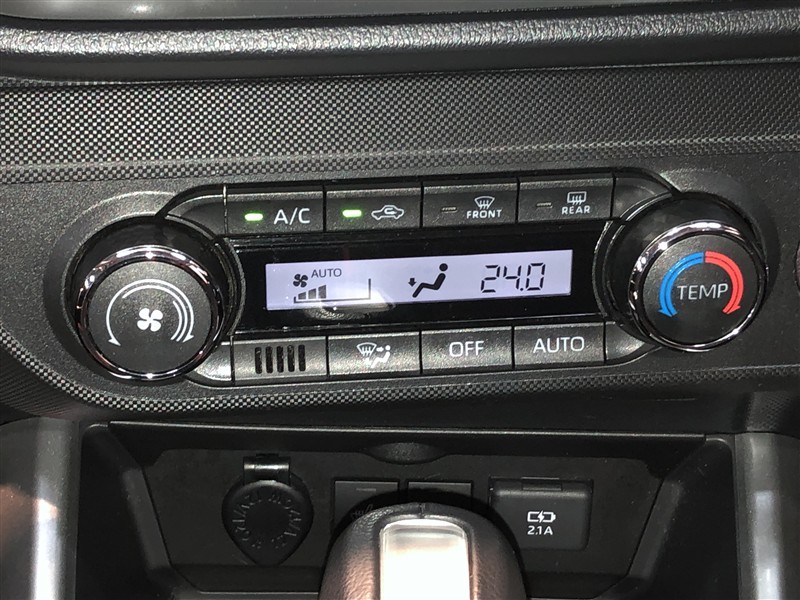 A/C
FRONT
REAR
AUTO
24.0
TEMP
OFF
AUTO
2.1A